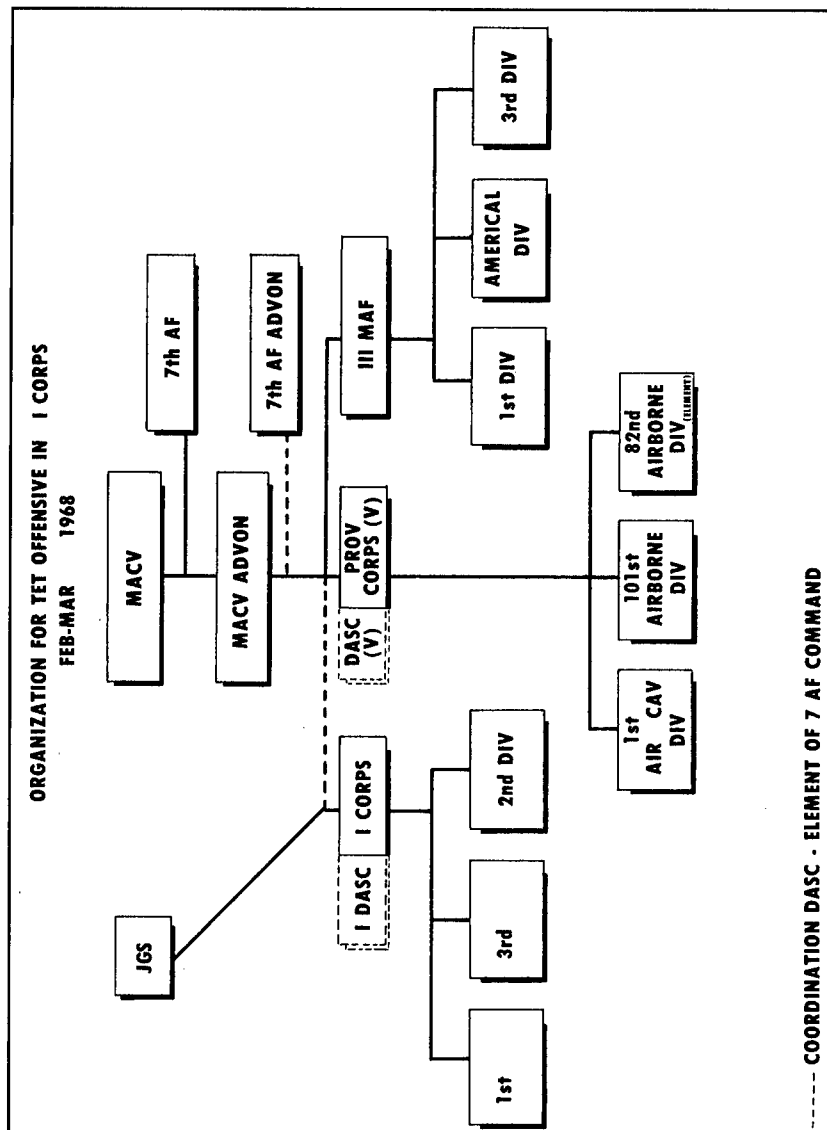 ORGANIZATION FOR TET OFFENSIVE IN I CORPS
FEB-MAR 1968
MACV
7th AF
JGS
MACV ADVON
7th AF ADVON
I DASC
I CORPS
DASC
(V)
PROV
CORPS (V)
III MAF
1st
3rd
2nd DIV
1st DIV
AMERICAL
DIV
3rd DIV
1st
AIR CAV
DIV
101st
AIRBORNE
DIV
82nd
AIRBORNE
DIV (ELEMENT)
------ COORDINATION DASC - ELEMENT OF 7 AF COMMAND